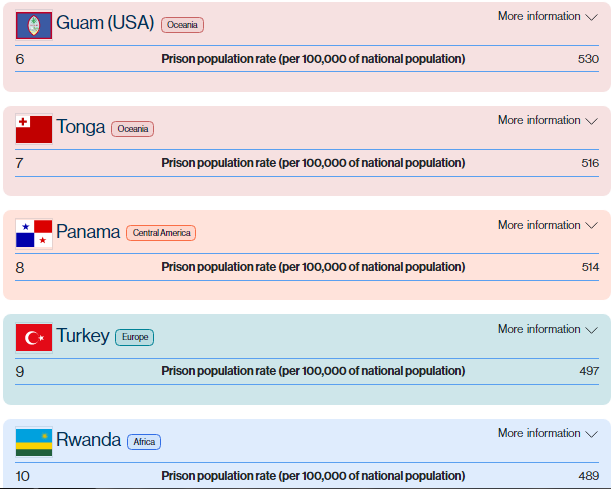 Guam (USA) Oceania More information
6 Prison population rate (per 100,000 of national population) 530
Tonga Oceania More information
7 Prison population rate (per 100,000 of national population) 516
Panama Central America More information
8 Prison population rate (per 100,000 of national population) 514
Turkey Europe More information
9 Prison population rate (per 100,000 of national population) 497
Rwanda Africa More information
10 Prison population rate (per 100,000 of national population) 489